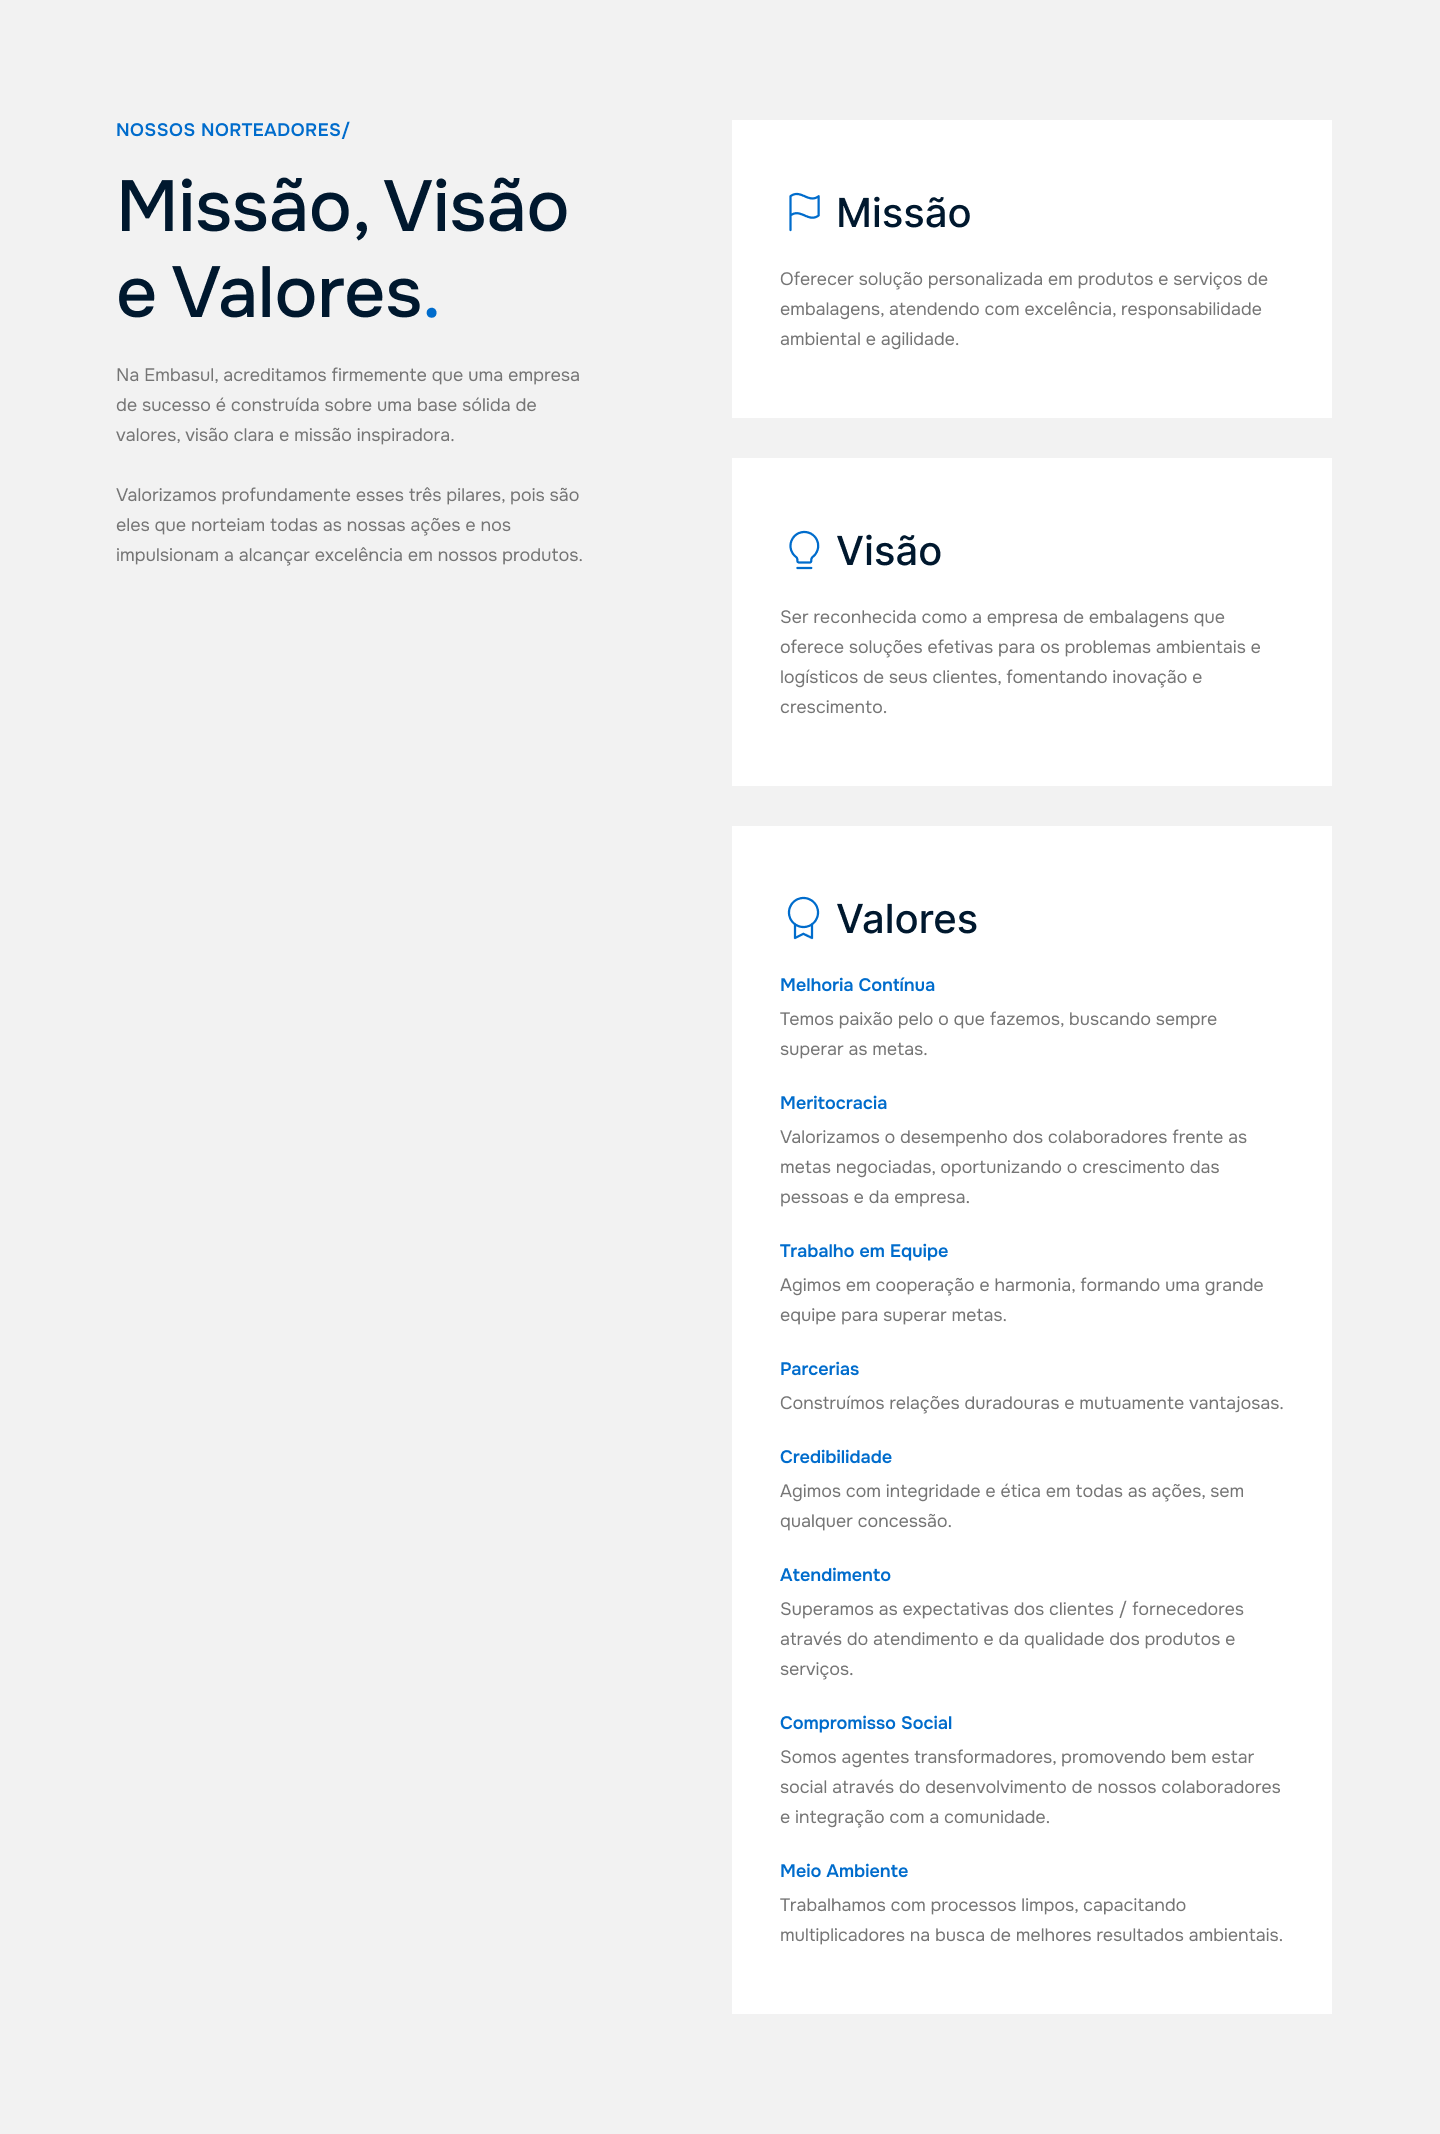 NOSSOS NORTEADORES/
Missão, Visão
e Valores.
Na Embasul, acreditamos firmemente que uma empresa
de sucesso é construída sobre uma base sólida de
valores, visão clara e missão inspiradora.
Valorizamos profundamente esses três pilares, pois são
eles que norteiam todas as nossas ações e nos
impulsionam a alcançar excelência em nossos produtos.
Missão
Oferecer solução personalizada em produtos e serviços de
embalagens, atendendo com excelência, responsabilidade
ambiental e agilidade.
Visão
Ser reconhecida como a empresa de embalagens que
oferece soluções efetivas para os problemas ambientais e
logísticos de seus clientes, fomentando inovação e
crescimento.
Valores
Melhoria Contínua
Temos paixão pelo o que fazemos, buscando sempre
superar as metas.
Meritocracia
Valorizamos o desempenho dos colaboradores frente as
metas negociadas, oportunizando o crescimento das
pessoas e da empresa.
Trabalho em Equipe
Agimos em cooperação e harmonia, formando uma grande
equipe para superar metas.
Parcerias
Construímos relações duradouras e mutuamente vantajosas.
Credibilidade
Agimos com integridade e ética em todas as ações, sem
qualquer concessão.
Atendimento
Superamos as expectativas dos clientes / fornecedores
através do atendimento e da qualidade dos produtos e
serviços.
Compromisso Social
Somos agentes transformadores, promovendo bem estar
social através do desenvolvimento de nossos colaboradores
e integração com a comunidade.
Meio Ambiente
Trabalhamos com processos limpos, capacitando
multiplicadores na busca de melhores resultados ambientais.